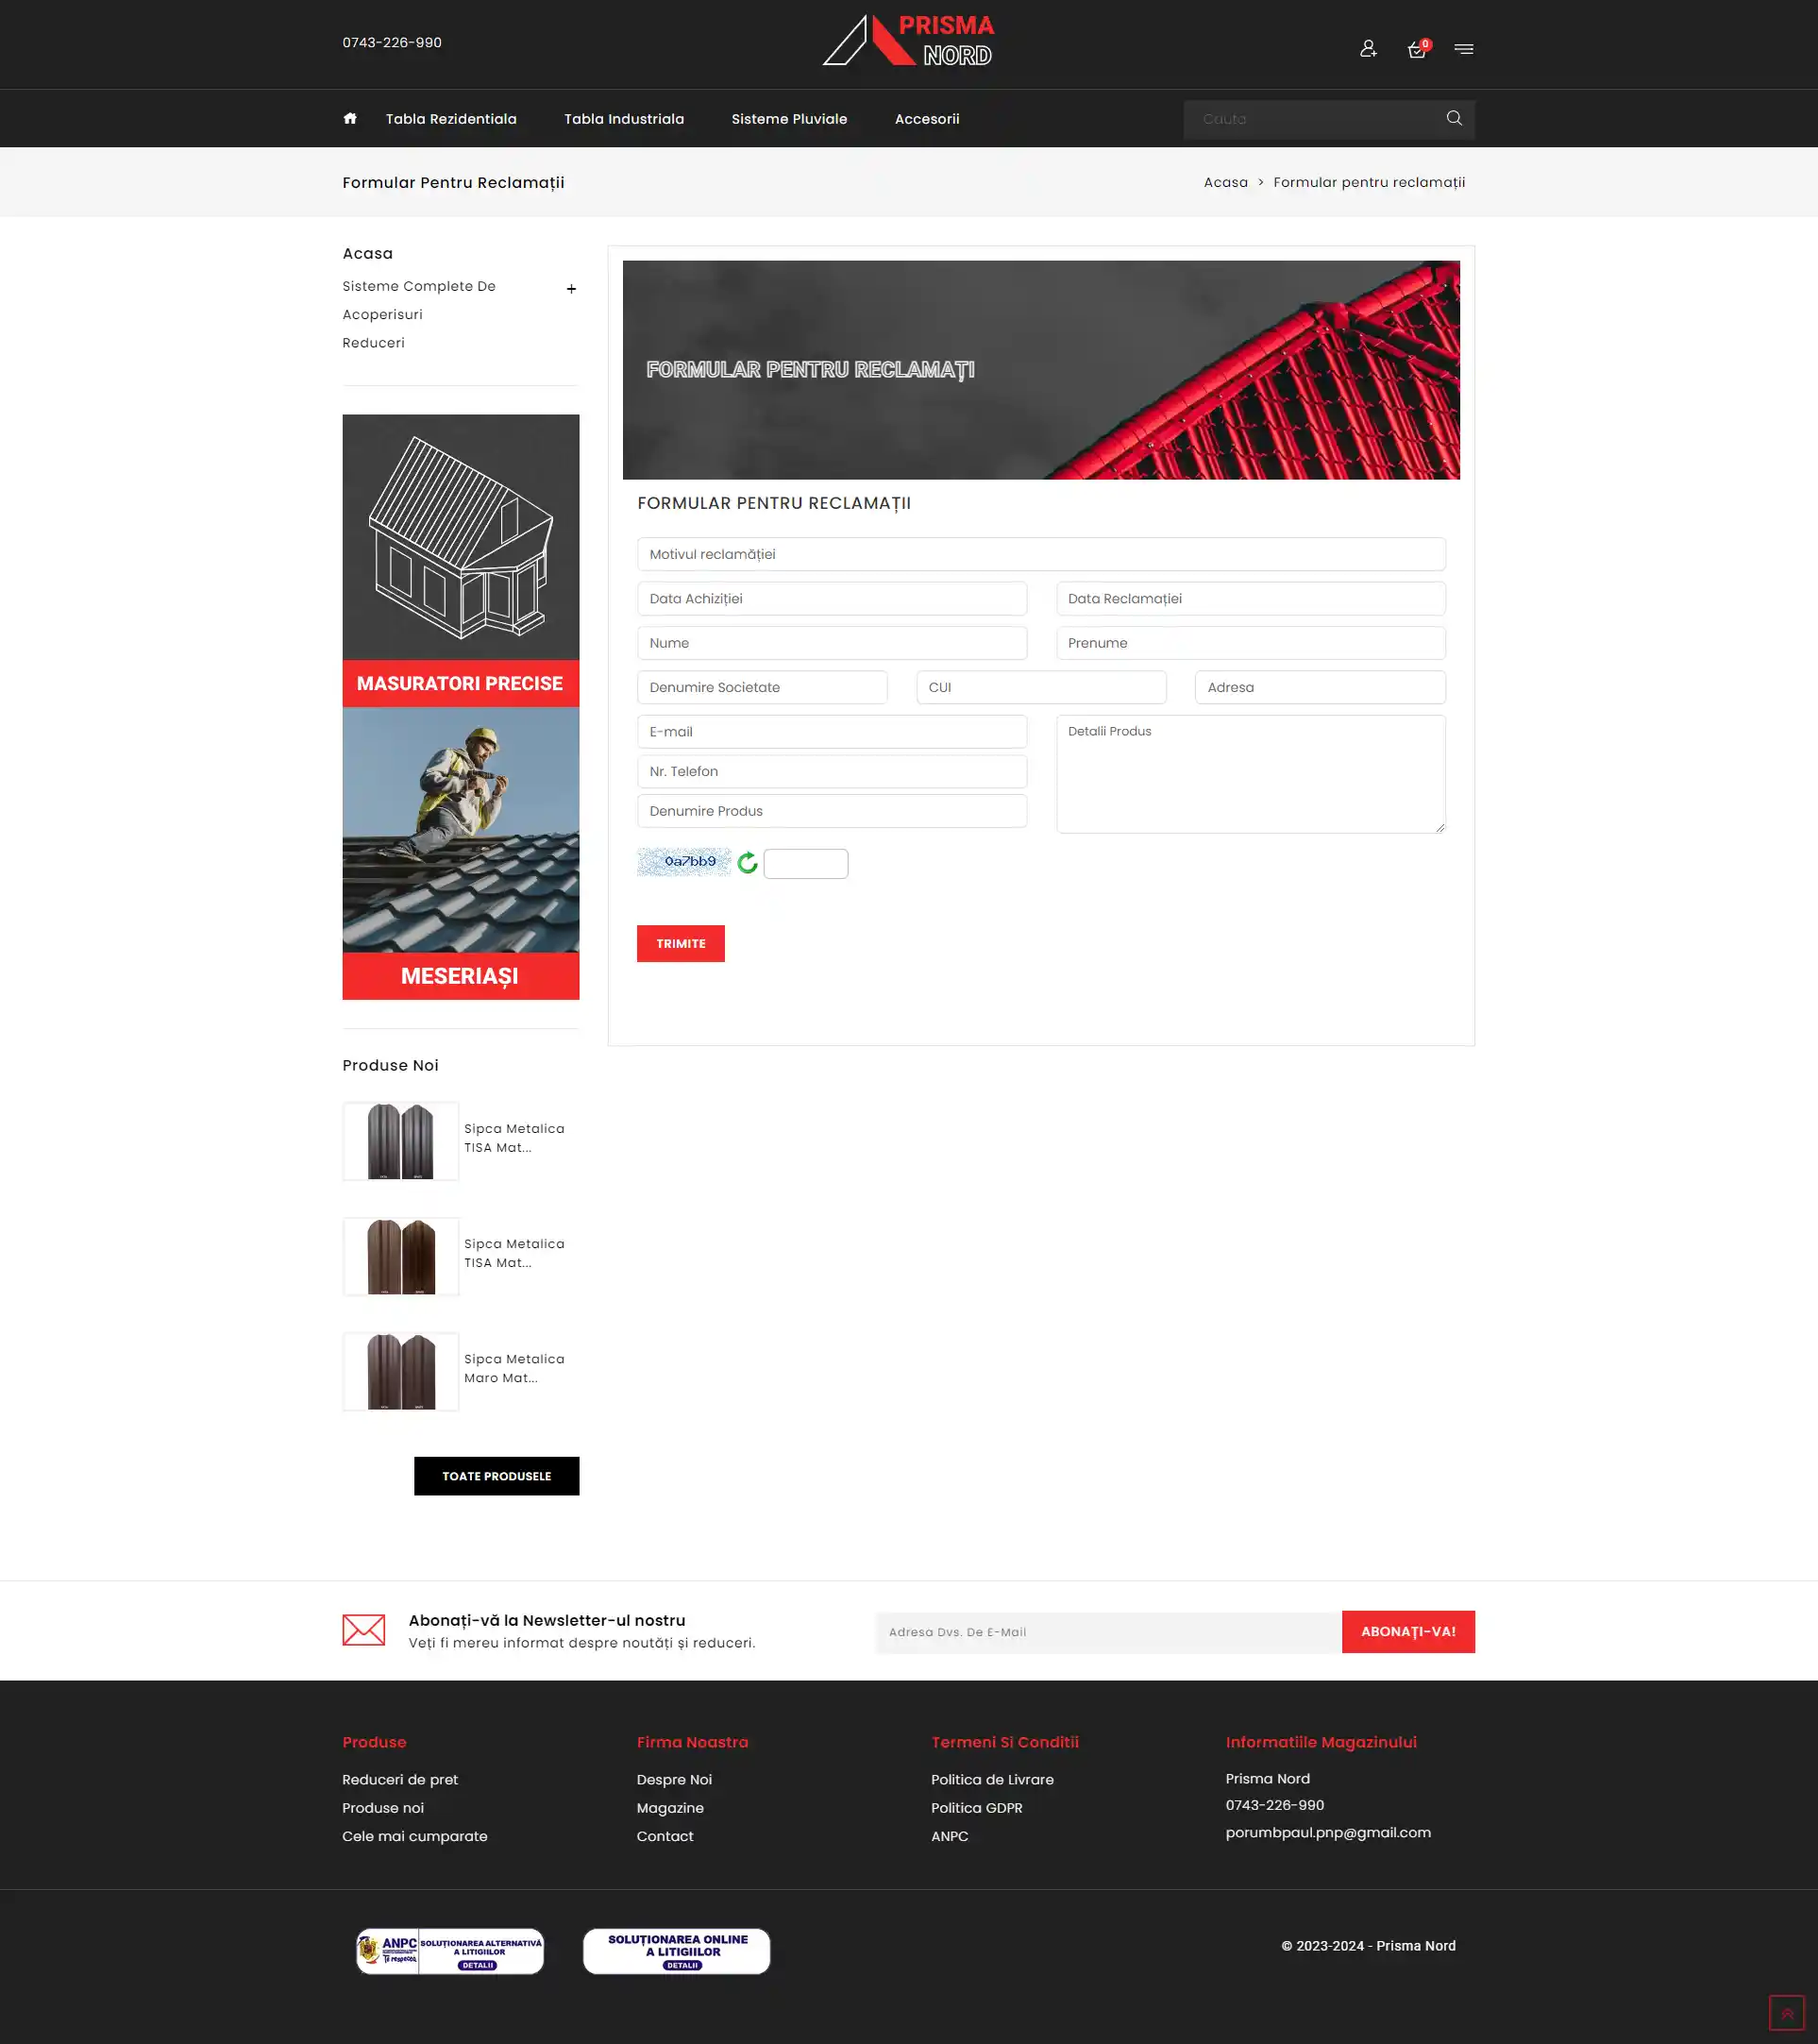 0743-226-990
PRISMA
NORD
0
Tabla Rezidentiala
Tabla Industriala
Sisteme Pluviale
Accesorii
Cauta
Formular Pentru Reclamații
Acasa > Formular pentru reclamații
Acasa
Sisteme Complete De
Acoperisuri
+
Reduceri
MASURATORI PRECISE
MESERIAȘI
Produse Noi
Sipca Metalica
TISA Mat...
Sipca Metalica
TISA Mat...
Sipca Metalica
Maro Mat...
TOATE PRODUSELE
FORMULAR PENTRU RECLAMAȚI
FORMULAR PENTRU RECLAMAȚII
Motivul reclamăției
Data Achiziției
Data Reclamației
Nume
Prenume
Denumire Societate
CUI
Adresa
E-mail
Detalii Produs
Nr. Telefon
Denumire Produs
0a7bb9
TRIMITE
Abonați-vă la Newsletter-ul nostru
Veți fi mereu informat despre noutăți și reduceri.
Adresa Dvs. De E-Mail
ABONAȚI-VA!
Produse
Reduceri de pret
Produse noi
Cele mai cumparate
Firma Noastra
Despre Noi
Magazine
Contact
Termeni Si Conditii
Politica de Livrare
Politica GDPR
ANPC
Informatiile Magazinului
Prisma Nord
0743-226-990
porumbpaul.pnp@gmail.com
ANPC
Te respectă
SOLUȚIONAREA ALTERNATIVĂ
A LITIGIILOR
DETALII
SOLUȚIONAREA ONLINE
A LITIGIILOR
DETALII
© 2023-2024 - Prisma Nord